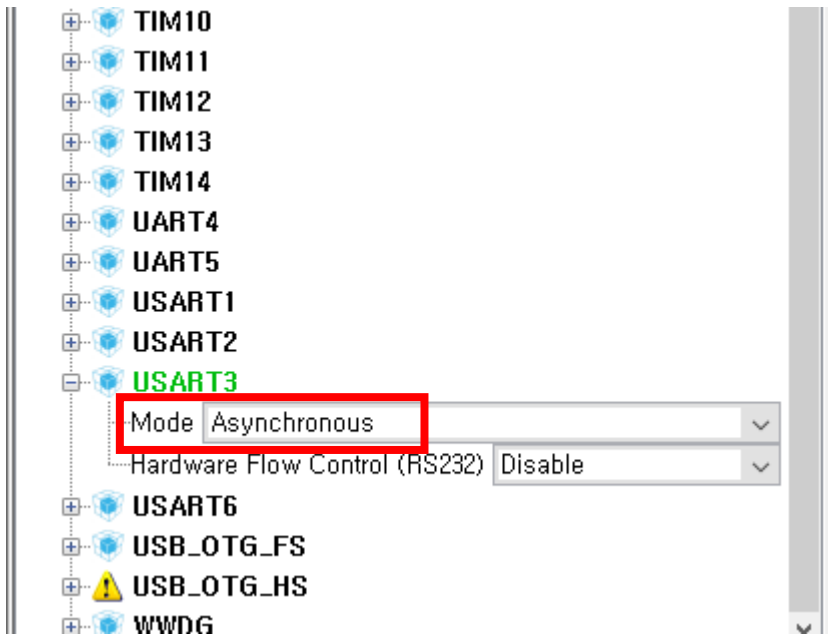 TIM10
TIM11
TIM12
TIM13
TIM14
UART4
UART5
USART1
USART2
USART3
Mode Asynchronous
Hardware Flow Control (RS232) Disable
USART6
USB_OTG_FS
USB_OTG_HS
WWDG